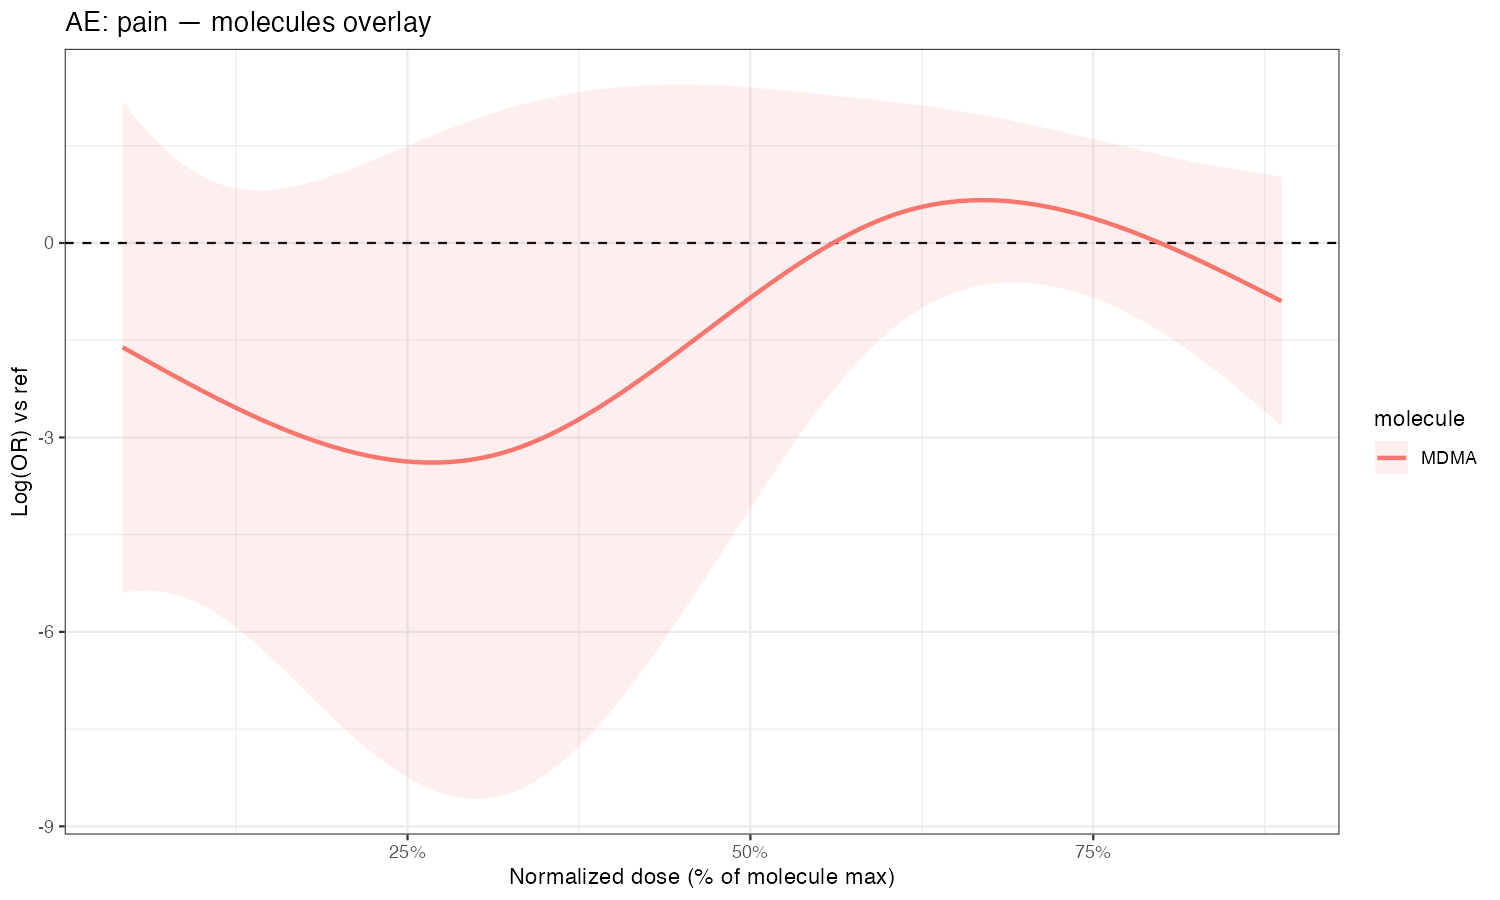 AE: pain — molecules overlay
Log(OR) vs ref
0
-3
-6
-9
25%
50%
75%
Normalized dose (% of molecule max)
molecule
MDMA